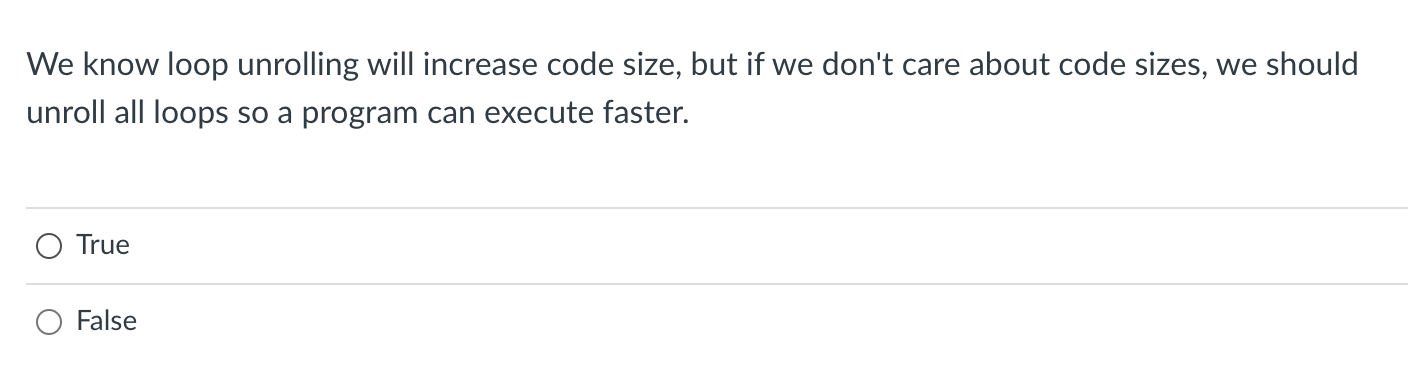 We know loop unrolling will increase code size, but if we don't care about code sizes, we should
unroll all loops so a program can execute faster.
True
False